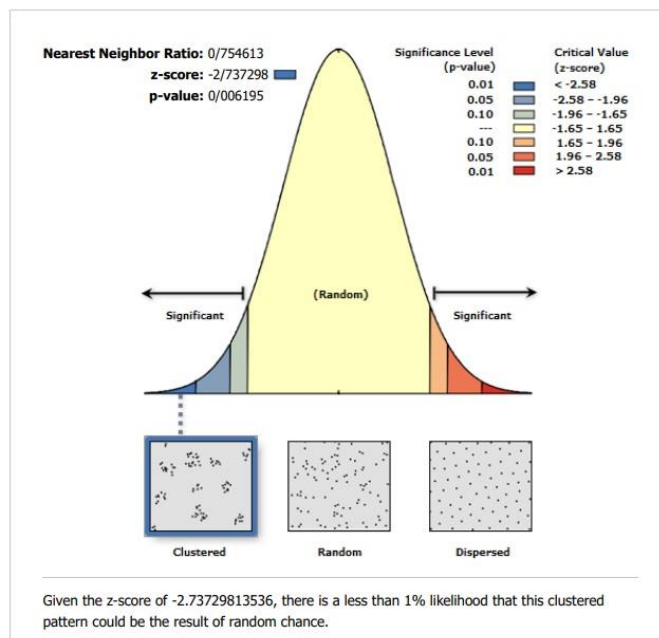 Nearest Neighbor Ratio: 0/754613
z-score: -2/737298
p-value: 0/006195
Significance Level
(p-value)
Critical Value
(z-score)
0.01 < -2.58
0.05 -2.58 – -1.96
0.10 -1.96 – -1.65
--- -1.65 – 1.65
0.10 1.65 – 1.96
0.05 1.96 – 2.58
0.01 > 2.58
(Random)
Significant Significant
Clustered Random Dispersed
Given the z-score of -2.73729813536, there is a less than 1% likelihood that this clustered
pattern could be the result of random chance.